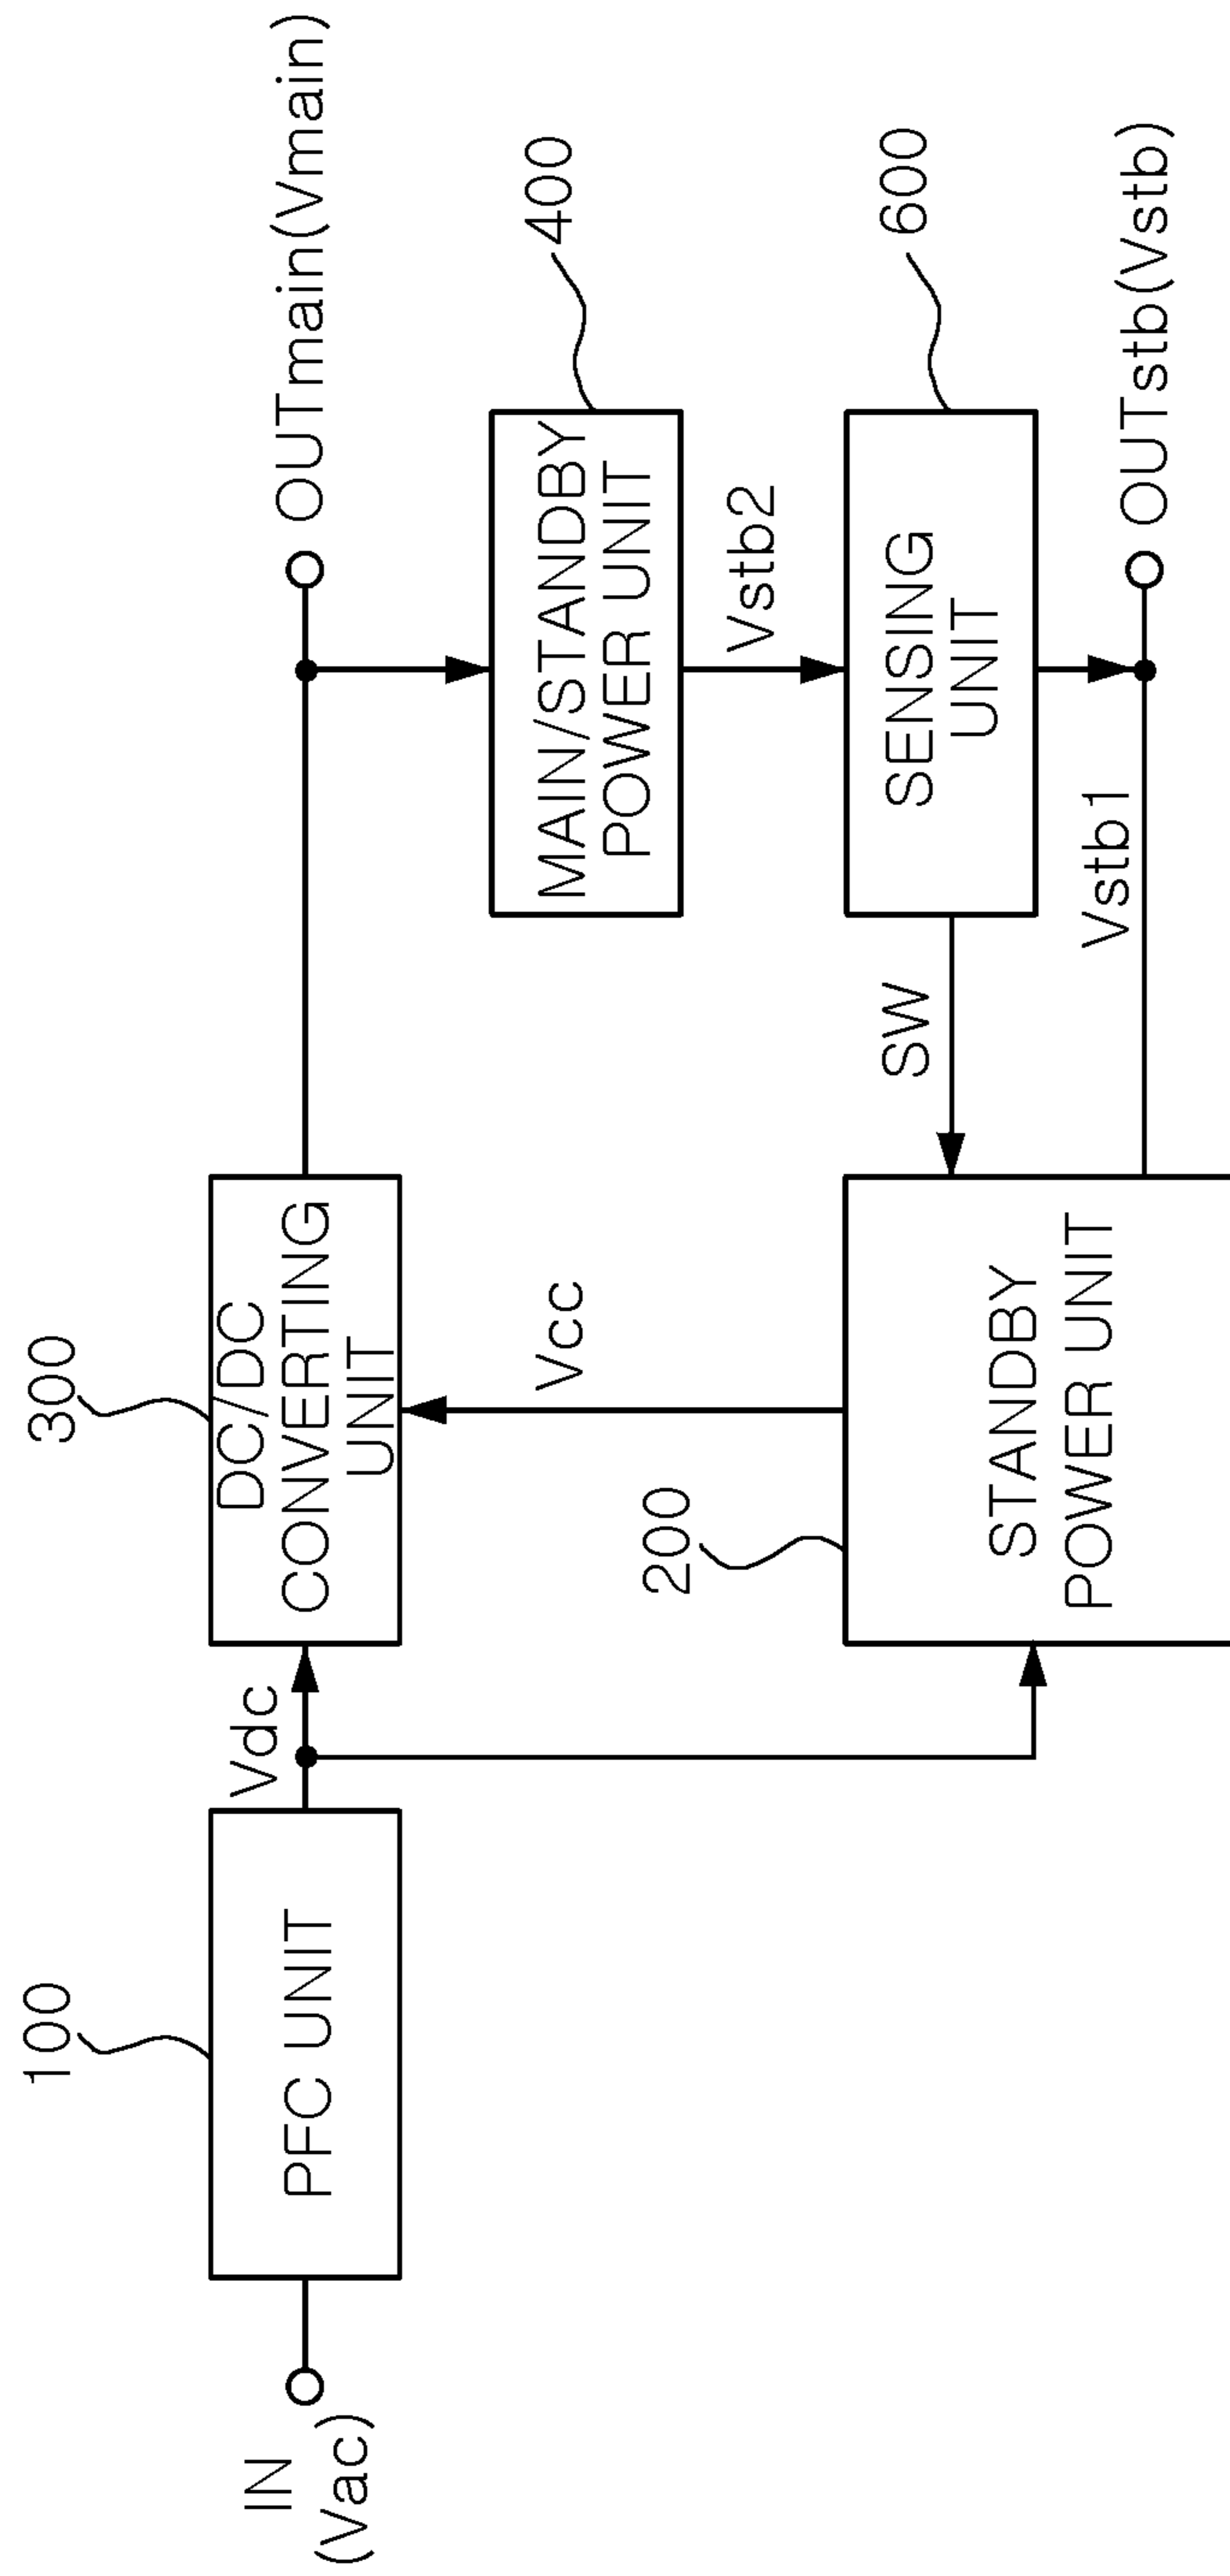 IN
(Vac)
100
PFC UNIT
Vdc
300
DC/DC
CONVERTING
UNIT
OUTmain(Vmain)
Vcc
200
STANDBY
POWER UNIT
400
MAIN/STANDBY
POWER UNIT
Vstb2
600
SENSING
UNIT
SW
Vstb1
OUTstb(Vstb)